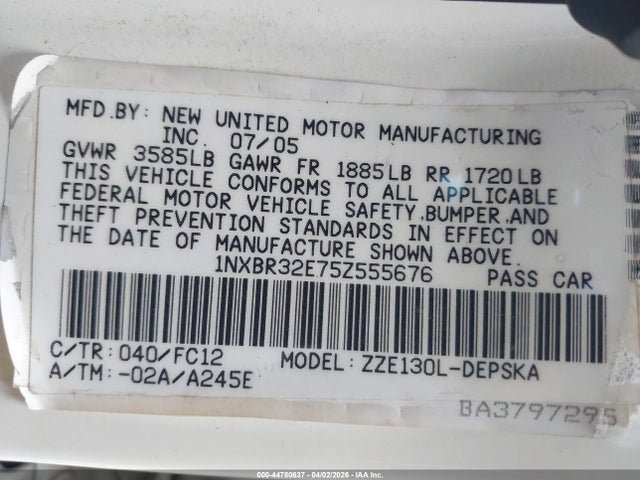 MFD.BY: NEW UNITED MOTOR MANUFACTURING
INC. 07/05
GVWR 3585LB GAWR FR 1885LB RR 1720LB
THIS VEHICLE CONFORMS TO ALL APPLICABLE
FEDERAL MOTOR VEHICLE SAFETY,BUMPER,AND
THEFT PREVENTION STANDARDS IN EFFECT ON
THE DATE OF MANUFACTURE SHOWN ABOVE.
1NXBR32E75Z555676 PASS CAR
C/TR: 040/FC12 MODEL: ZZE130L-DEPSKA
A/TM: -02A/A245E
BA3797295
000-44780637 - 04/02/2026 - IAA Inc.